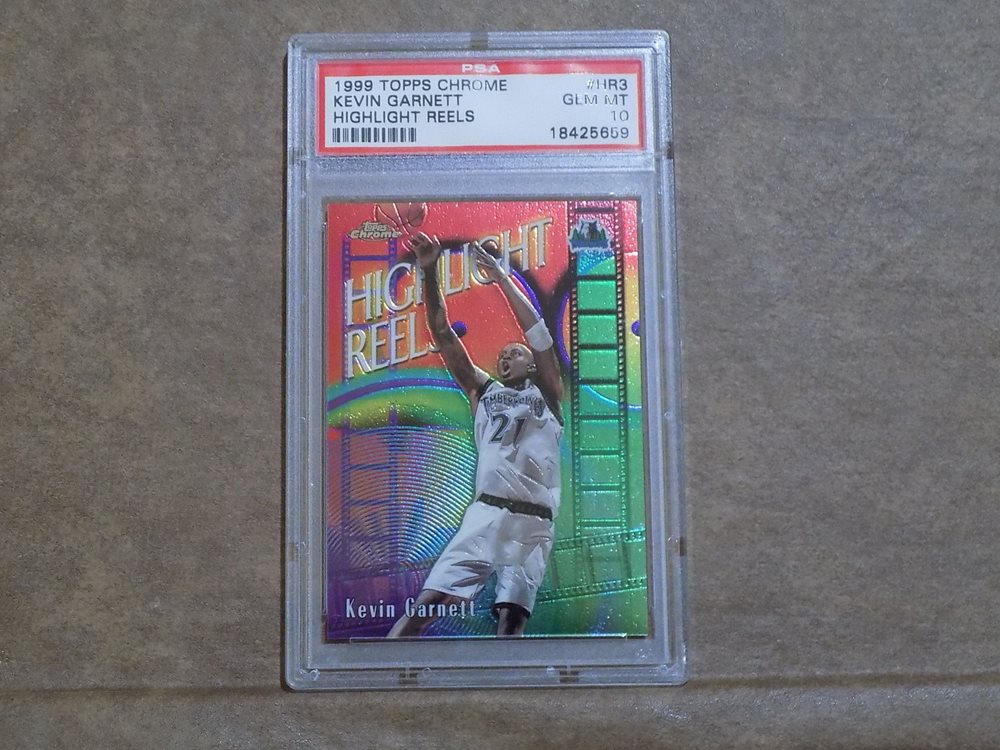 PSA
1999 TOPPS CHROME #HR3
KEVIN GARNETT GEM MT
HIGHLIGHT REELS 10
18425659
Topps
Chrome
HIGHLIGHT
REELS
TIMBERWOLVES
21
Kevin Garnett